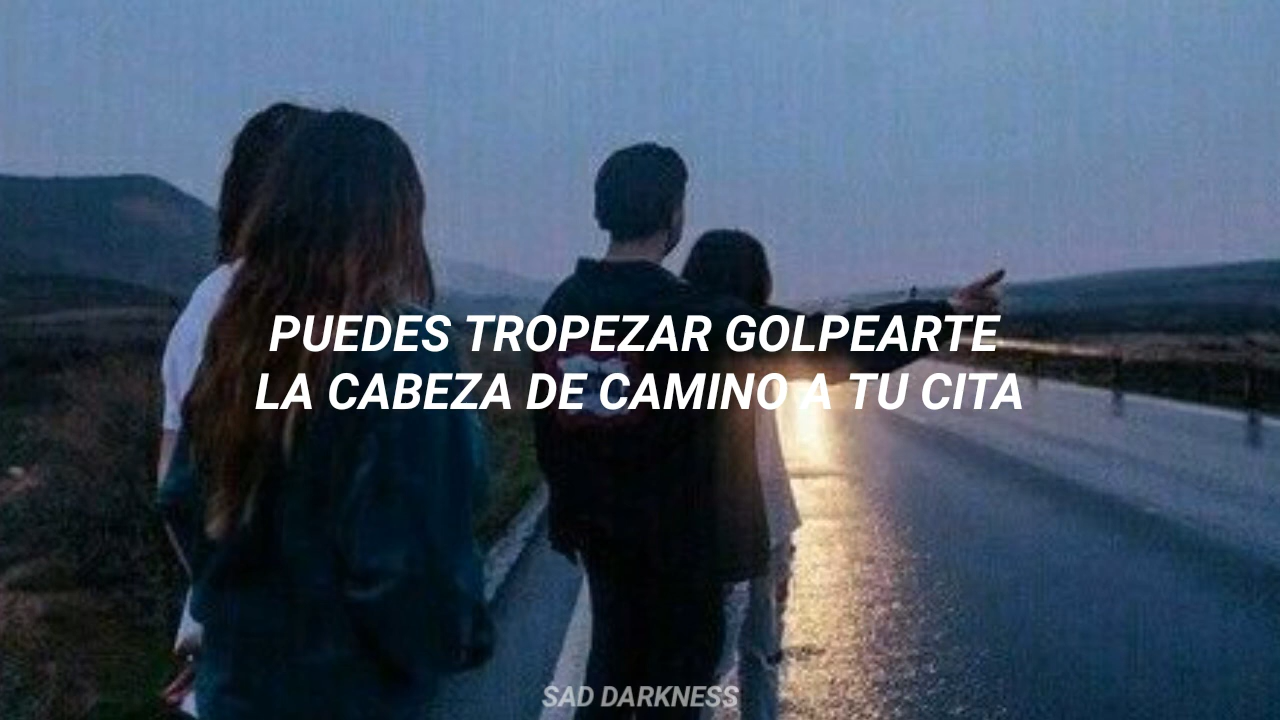 PUEDES TROPEZAR GOLPEARTE
LA CABEZA DE CAMINO A TU CITA
SAD DARKNESS